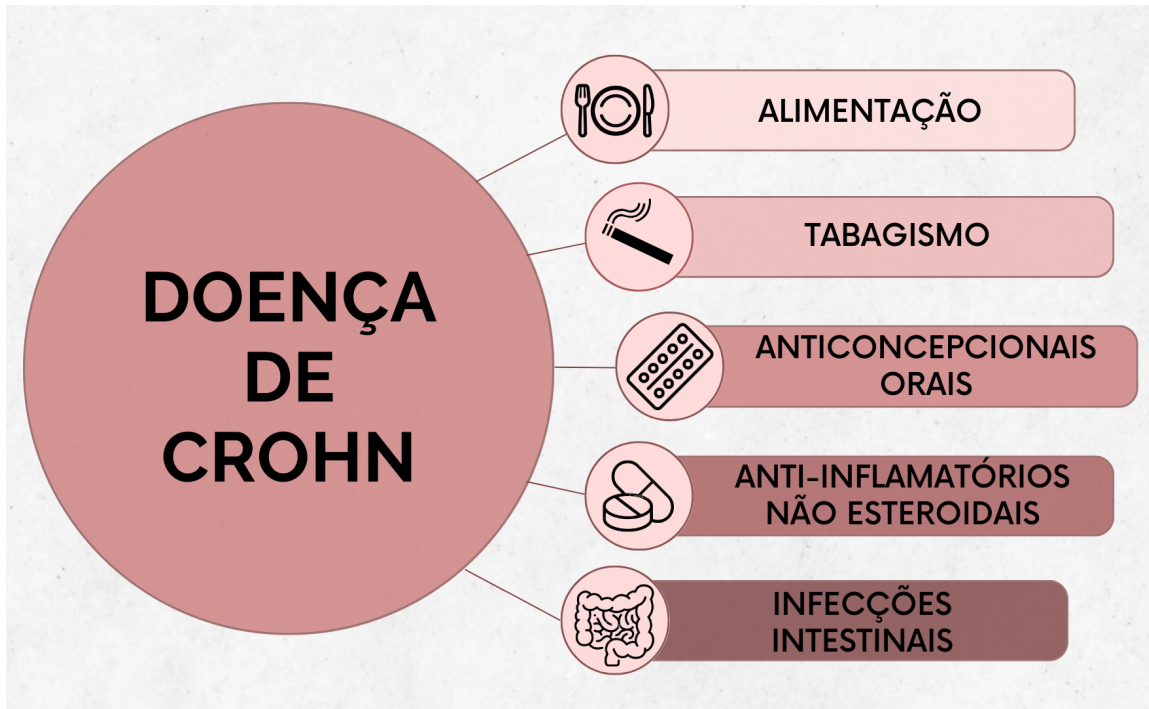 DOENÇA
DE
CROHN
ALIMENTAÇÃO
TABAGISMO
ANTICONCEPCIONAIS
ORAIS
ANTI-INFLAMATÓRIOS
NÃO ESTEROIDAIS
INFECÇÕES
INTESTINAIS